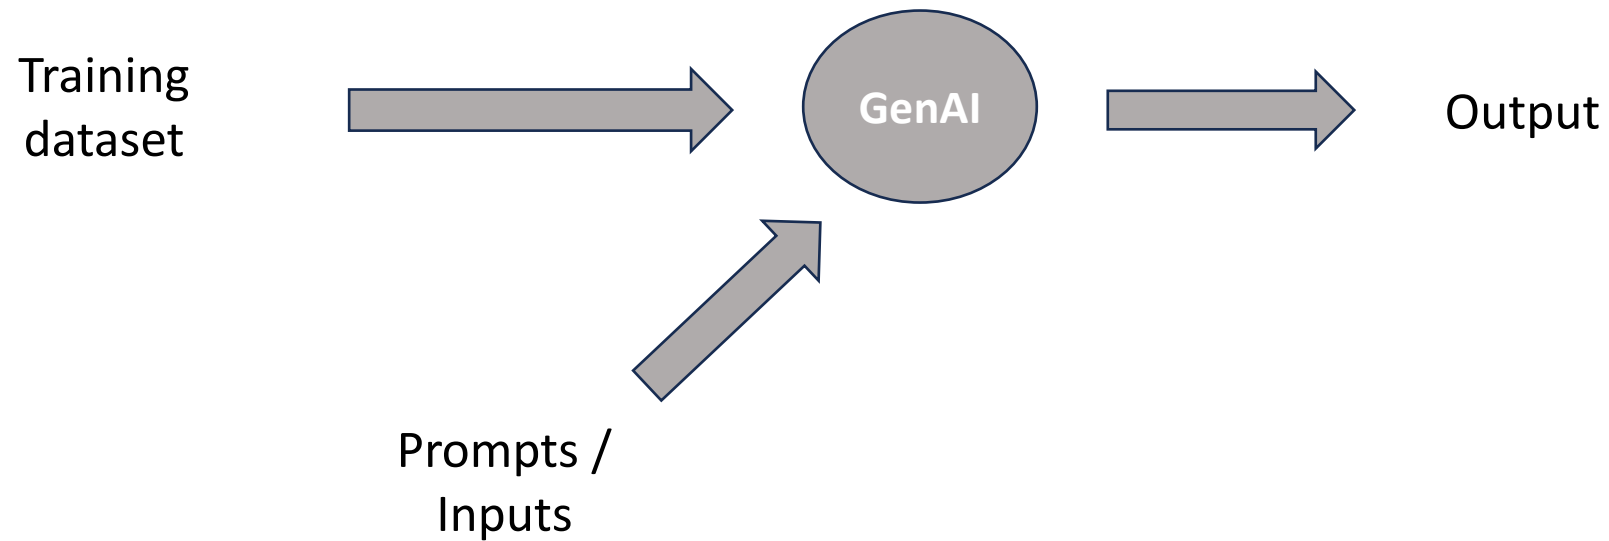 Training
dataset
GenAI
Output
Prompts /
Inputs